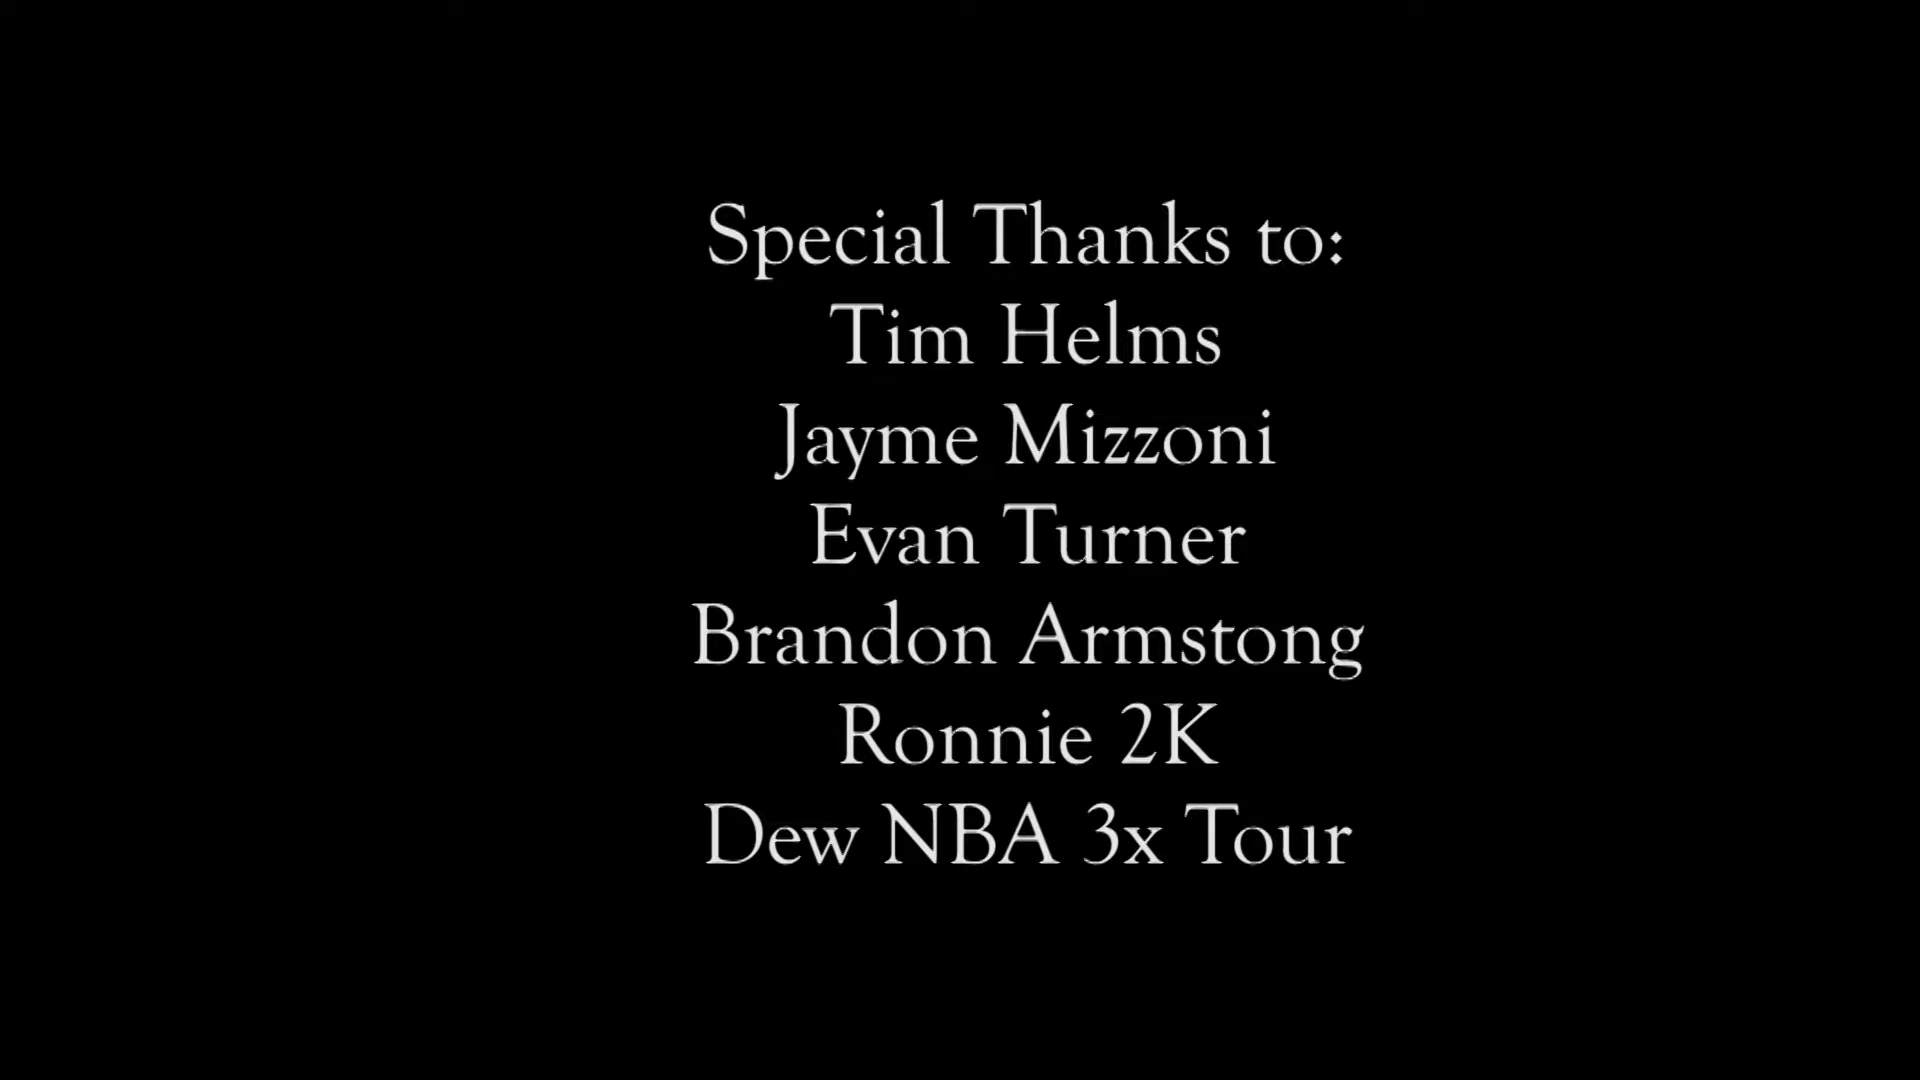 Special Thanks to:
Tim Helms
Jayme Mizzoni
Evan Turner
Brandon Armstong
Ronnie 2K
Dew NBA 3x Tour